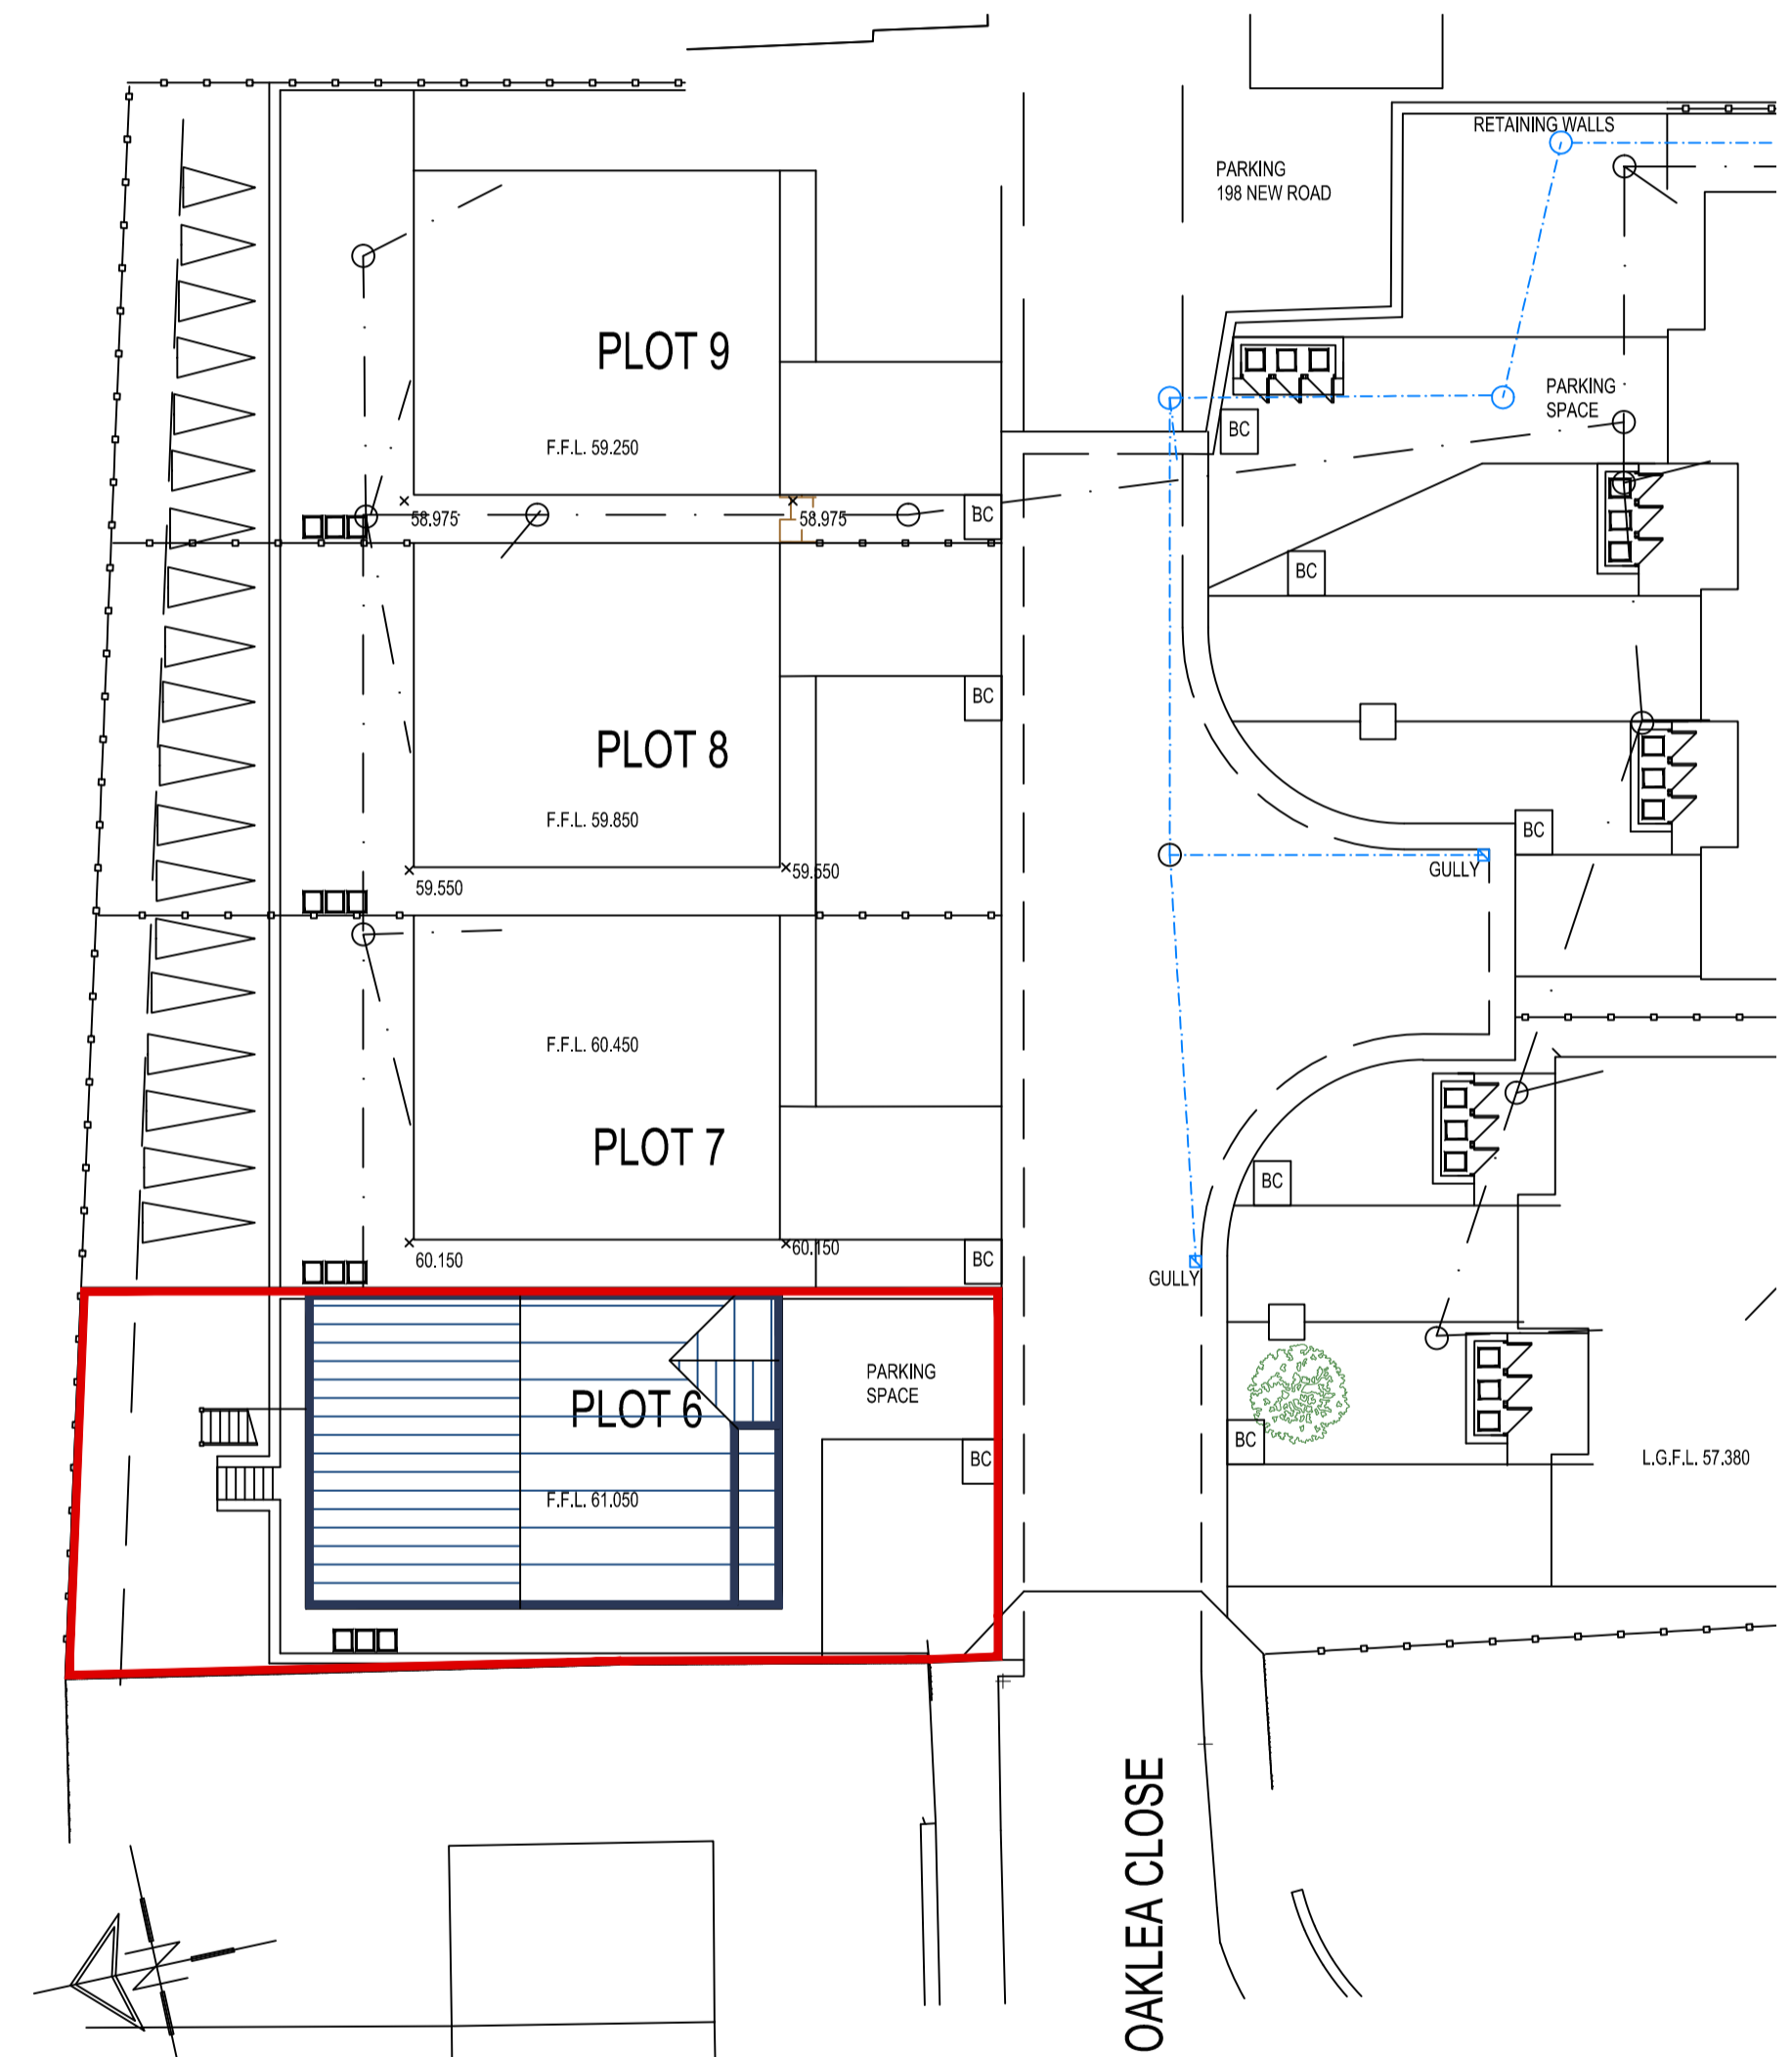 RETAINING WALLS
PARKING
198 NEW ROAD
PLOT 9
PARKING
SPACE
BC
F.F.L. 59.250
58.975
58.975
BC
BC
BC
PLOT 8
F.F.L. 59.850
BC
59.550
59.550
GULLY
F.F.L. 60.450
PLOT 7
BC
60.150
60.150
BC
GULLY
PARKING
SPACE
PLOT 6
BC
BC
L.G.F.L. 57.380
F.F.L. 61.050
OAKLEA CLOSE
N